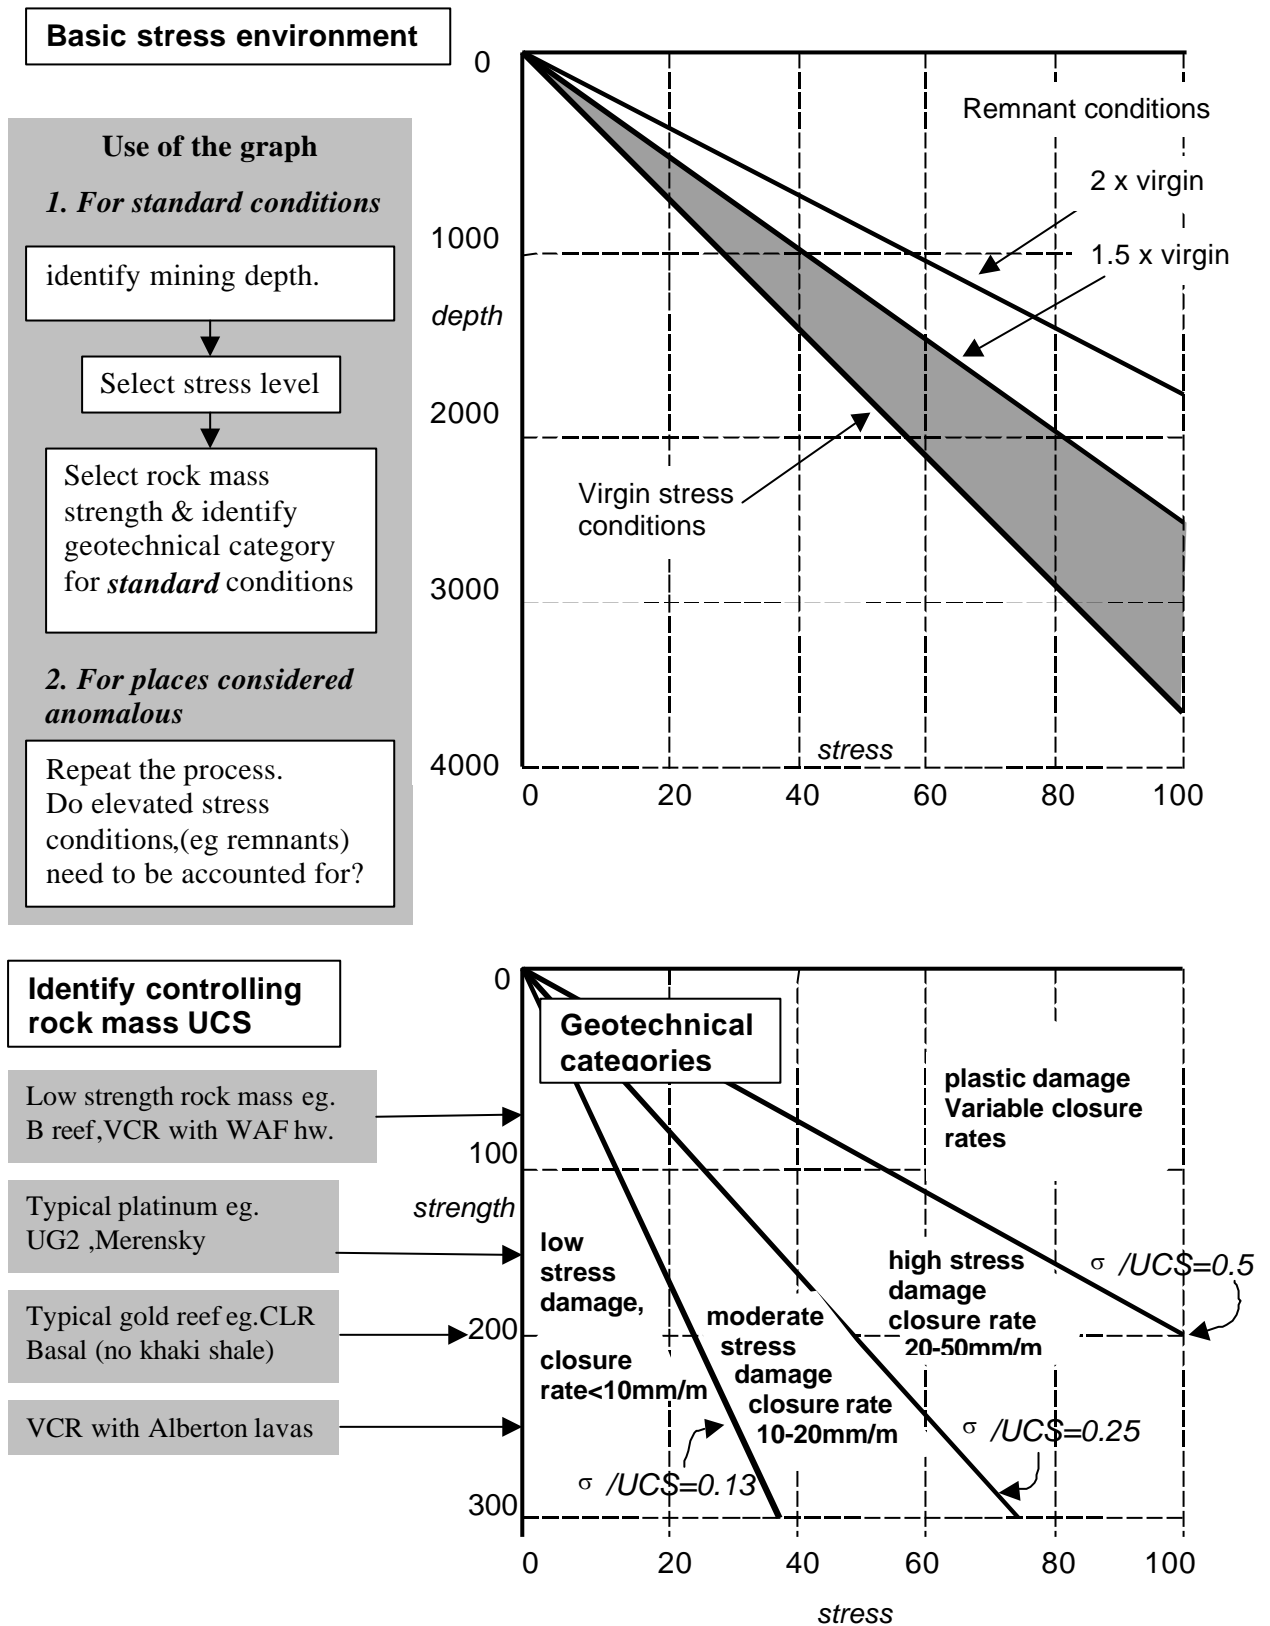 Basic stress environment
Use of the graph
1. For standard conditions
identify mining depth.
Select stress level
Select rock mass
strength & identify
geotechnical category
for standard conditions
2. For places considered
anomalous
Repeat the process.
Do elevated stress
conditions,(eg remnants)
need to be accounted for?
0
1000
depth
2000
3000
4000
Remnant conditions
2 x virgin
1.5 x virgin
Virgin stress
conditions
stress
0 20 40 60 80 100
Identify controlling
rock mass UCS
Low strength rock mass eg.
B reef,VCR with WAF hw.
Typical platinum eg.
UG2 ,Merensky
Typical gold reef eg.CLR
Basal (no khaki shale)
VCR with Alberton lavas
0
100
strength
200
300
Geotechnical
categories
plastic damage
Variable closure
rates
low
stress
damage,
closure
rate<10mm/m
moderate
stress
damage
closure rate
10-20mm/m
high stress
damage
closure rate
20-50mm/m
σ /UCS=0.5
σ /UCS=0.25
σ /UCS=0.13
0 20 40 60 80 100
stress